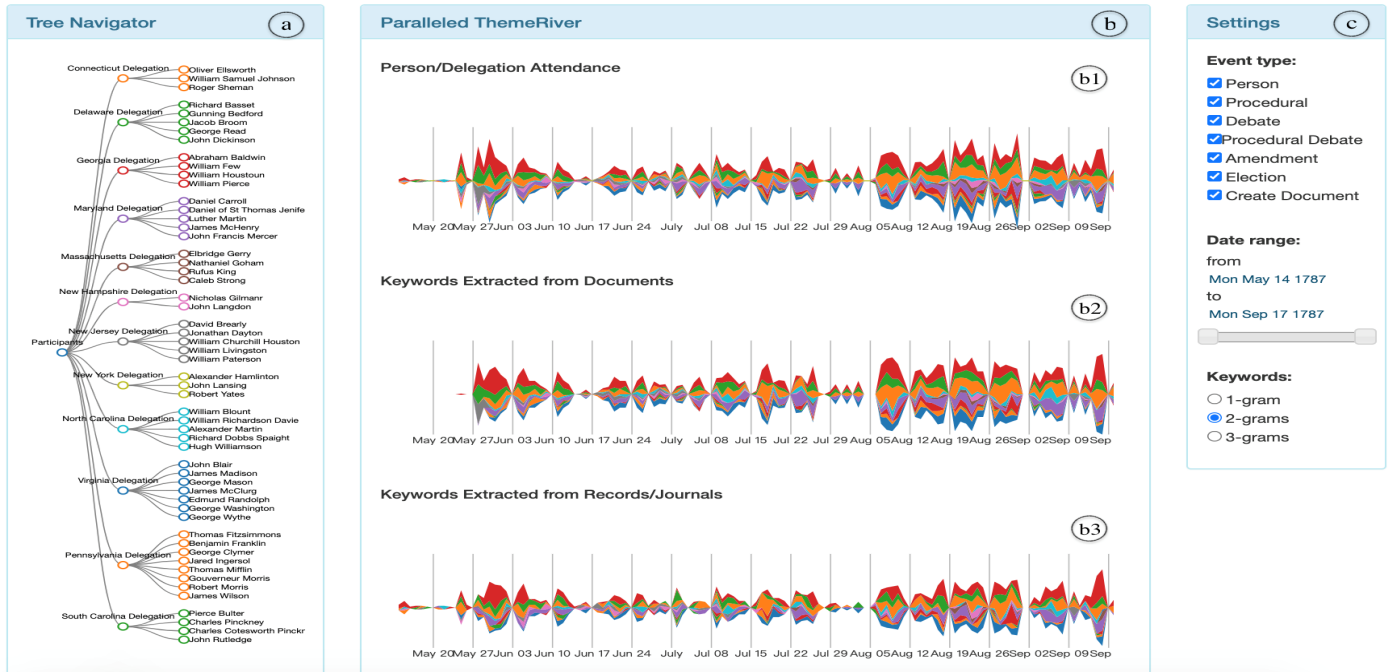 Tree Navigator
a
Connecticut Delegation
Oliver Ellsworth
William Samuel Johnson
Roger Sheman
Delaware Delegation
Richard Basset
Gunning Bedford
Jacob Broom
George Read
John Dickinson
Georgia Delegation
Abraham Baldwin
William Few
William Houstoun
William Pierce
Maryland Delegation
Daniel Carroll
Daniel of St Thomas Jenife
Luther Martin
James McHenry
John Francis Mercer
Massachusetts Delegation
Elbridge Gerry
Nathaniel Goham
Rufus King
Caleb Strong
New Hampshire Delegation
Nicholas Gilmanr
John Langdon
New Jersey Delegation
David Brearly
Jonathan Dayton
William Churchill Houston
William Livingston
William Paterson
Participants
New York Delegation
Alexander Hamlinton
John Lansing
Robert Yates
North Carolina Delegation
William Blount
William Richardson Davie
Alexander Martin
Richard Dobbs Spaight
Hugh Williamson
Virginia Delegation
John Blair
James Madison
George Mason
James McClurg
Edmund Randolph
George Washington
George Wythe
Pennsylvania Delegation
Thomas Fitzsimmons
Benjamin Franklin
George Clymer
Jared Ingersol
Thomas Mifflin
Gouverneur Morris
Robert Morris
James Wilson
South Carolina Delegation
Pierce Bulter
Charles Pinckney
Charles Cotesworth Pinckr
John Rutledge
Paralleled ThemeRiver
b
Person/Delegation Attendance
b1
May 20 May 27 Jun 03 Jun 10 Jun 17 Jun 24 July Jul 08 Jul 15 Jul 22 Jul 29 Aug 05 Aug 12 Aug 19 Aug 26 Sep 02 Sep 09 Sep
Keywords Extracted from Documents
b2
May 20 May 27 Jun 03 Jun 10 Jun 17 Jun 24 July Jul 08 Jul 15 Jul 22 Jul 29 Aug 05 Aug 12 Aug 19 Aug 26 Sep 02 Sep 09 Sep
Keywords Extracted from Records/Journals
b3
May 20 May 27 Jun 03 Jun 10 Jun 17 Jun 24 July Jul 08 Jul 15 Jul 22 Jul 29 Aug 05 Aug 12 Aug 19 Aug 26 Sep 02 Sep 09 Sep
Settings
c
Event type:
Person
Procedural
Debate
Procedural Debate
Amendment
Election
Create Document
Date range:
from
Mon May 14 1787
to
Mon Sep 17 1787
Keywords:
1-gram
2-grams
3-grams